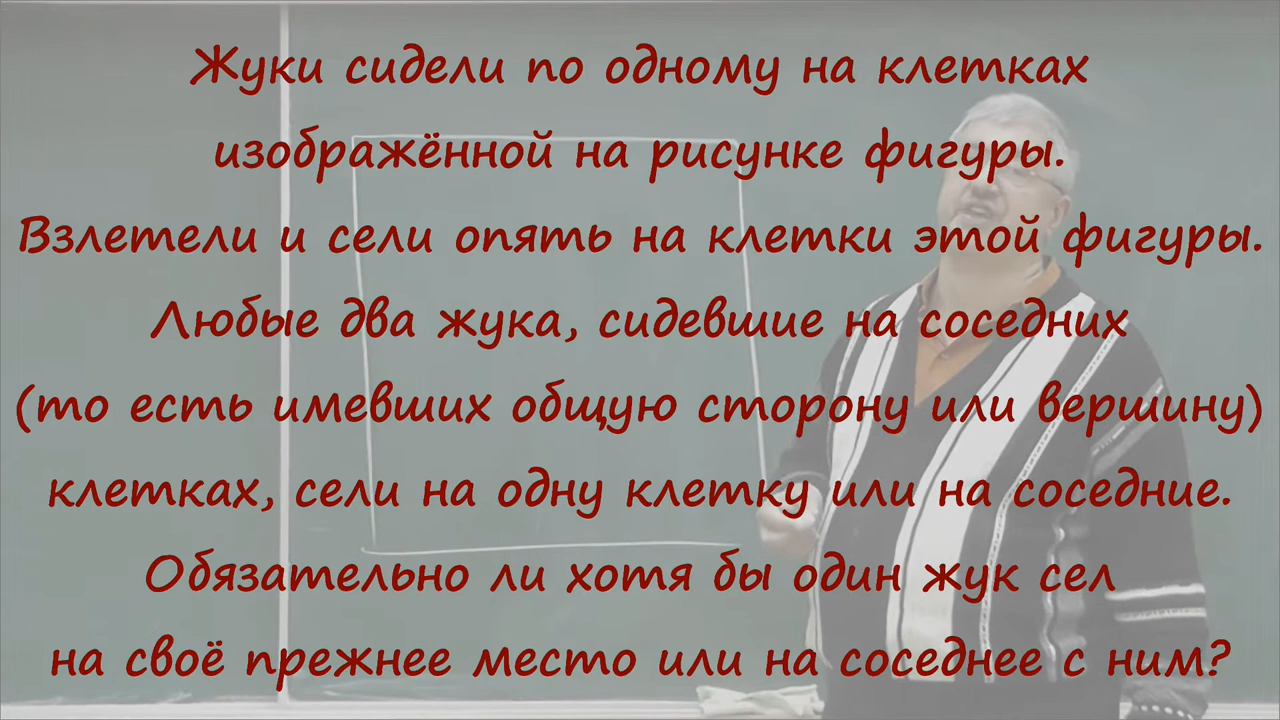 Жуки сидели по одному на клетках
изображённой на рисунке фигуры.
Взлетели и сели опять на клетки этой фигуры.
Любые два жука, сидевшие на соседних
(то есть имевших общую сторону или вершину)
клетках, сели на одну клетку или на соседние.
Обязательно ли хотя бы один жук сел
на своё прежнее место или на соседнее с ним?